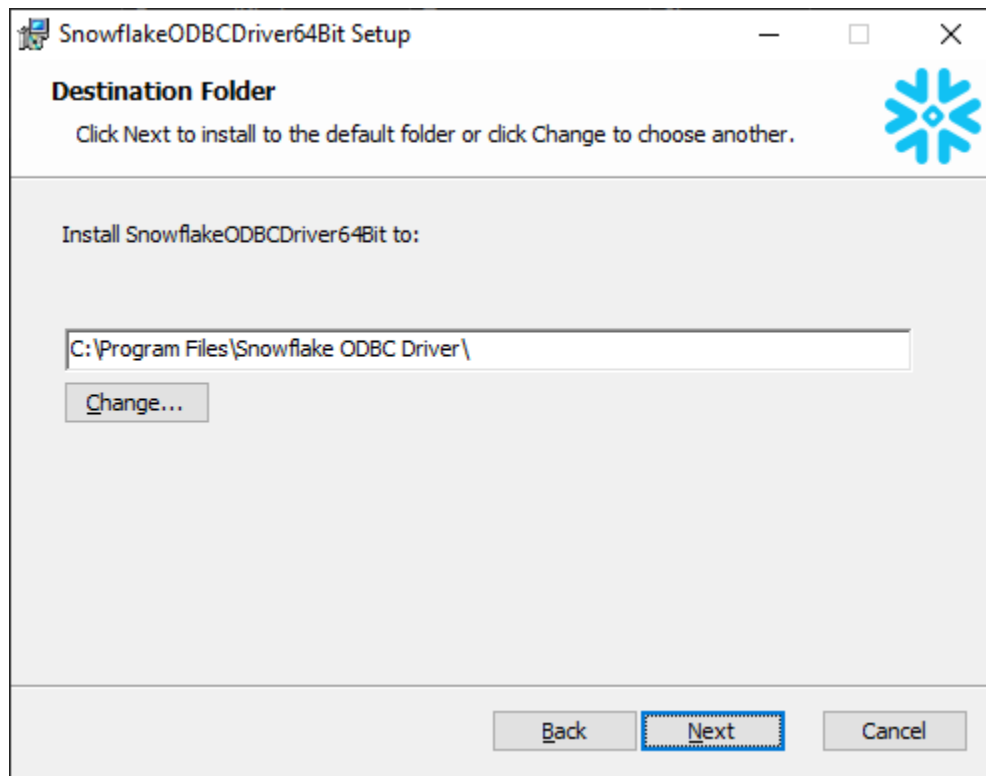 SnowflakeODBCDriver64Bit Setup
Destination Folder
Click Next to install to the default folder or click Change to choose another.
Install SnowflakeODBCDriver64Bit to:
C:\Program Files\Snowflake ODBC Driver\
Change...
Back Next Cancel